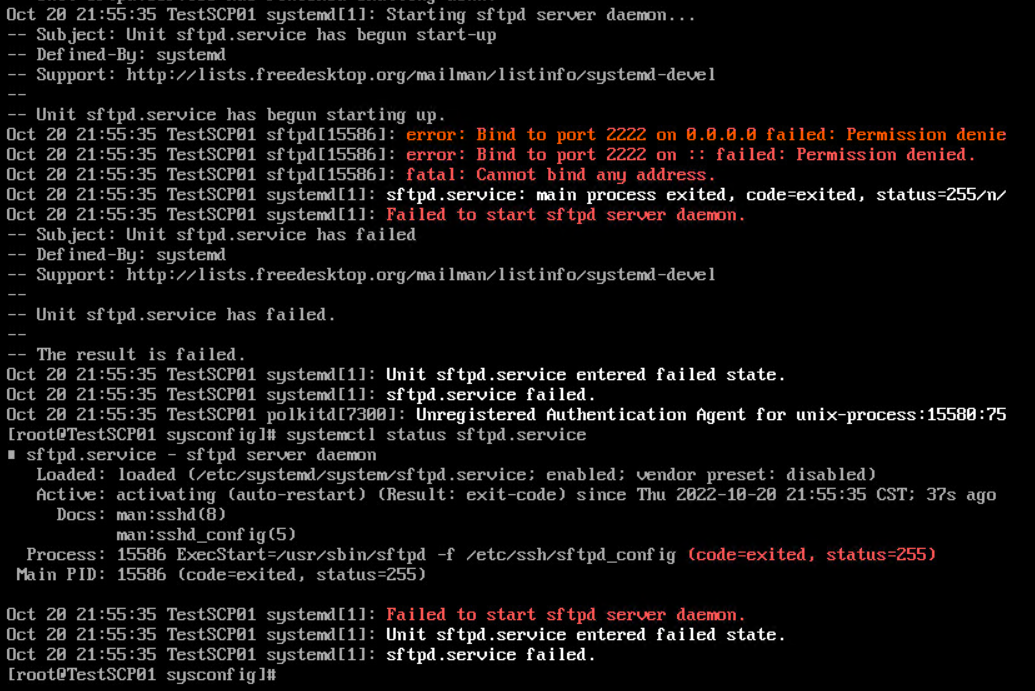 Oct 20 21:55:35 TestSCP01 systemd[1]: Starting sftpd server daemon...
-- Subject: Unit sftpd.service has begun start-up
-- Defined-By: systemd
-- Support: http://lists.freedesktop.org/mailman/listinfo/systemd-devel
--
-- Unit sftpd.service has begun starting up.
Oct 20 21:55:35 TestSCP01 sftpd[15586]: error: Bind to port 2222 on 0.0.0.0 failed: Permission denie
Oct 20 21:55:35 TestSCP01 sftpd[15586]: error: Bind to port 2222 on :: failed: Permission denied.
Oct 20 21:55:35 TestSCP01 sftpd[15586]: fatal: Cannot bind any address.
Oct 20 21:55:35 TestSCP01 systemd[1]: sftpd.service: main process exited, code=exited, status=255/n/
Oct 20 21:55:35 TestSCP01 systemd[1]: Failed to start sftpd server daemon.
-- Subject: Unit sftpd.service has failed
-- Defined-By: systemd
-- Support: http://lists.freedesktop.org/mailman/listinfo/systemd-devel
--
-- Unit sftpd.service has failed.
--
-- The result is failed.
Oct 20 21:55:35 TestSCP01 systemd[1]: Unit sftpd.service entered failed state.
Oct 20 21:55:35 TestSCP01 systemd[1]: sftpd.service failed.
Oct 20 21:55:35 TestSCP01 polkitd[7300]: Unregistered Authentication Agent for unix-process:15580:75
[root@TestSCP01 sysconfig]# systemctl status sftpd.service
■ sftpd.service - sftpd server daemon
Loaded: loaded (/etc/systemd/system/sftpd.service; enabled; vendor preset: disabled)
Active: activating (auto-restart) (Result: exit-code) since Thu 2022-10-20 21:55:35 CST; 37s ago
Docs: man:sshd(8)
man:sshd_config(5)
Process: 15586 ExecStart=/usr/sbin/sftpd -f /etc/ssh/sftpd_config (code=exited, status=255)
Main PID: 15586 (code=exited, status=255)
Oct 20 21:55:35 TestSCP01 systemd[1]: Failed to start sftpd server daemon.
Oct 20 21:55:35 TestSCP01 systemd[1]: Unit sftpd.service entered failed state.
Oct 20 21:55:35 TestSCP01 systemd[1]: sftpd.service failed.
[root@TestSCP01 sysconfig]#